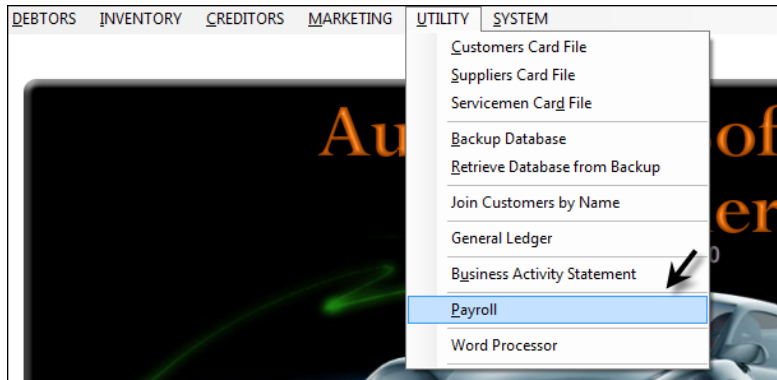 DEBTORS INVENTORY CREDITORS MARKETING UTILITY SYSTEM
Customers Card File
Suppliers Card File
Servicemen Card File
Backup Database
Retrieve Database from Backup
Join Customers by Name
General Ledger
Business Activity Statement
Payroll
Word Processor